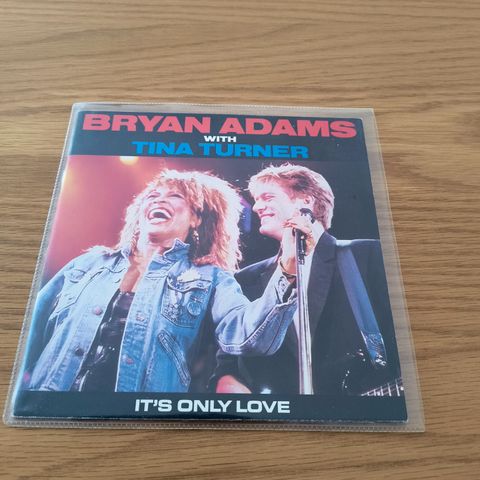 BRYAN ADAMS
WITH
TINA TURNER
IT'S ONLY LOVE